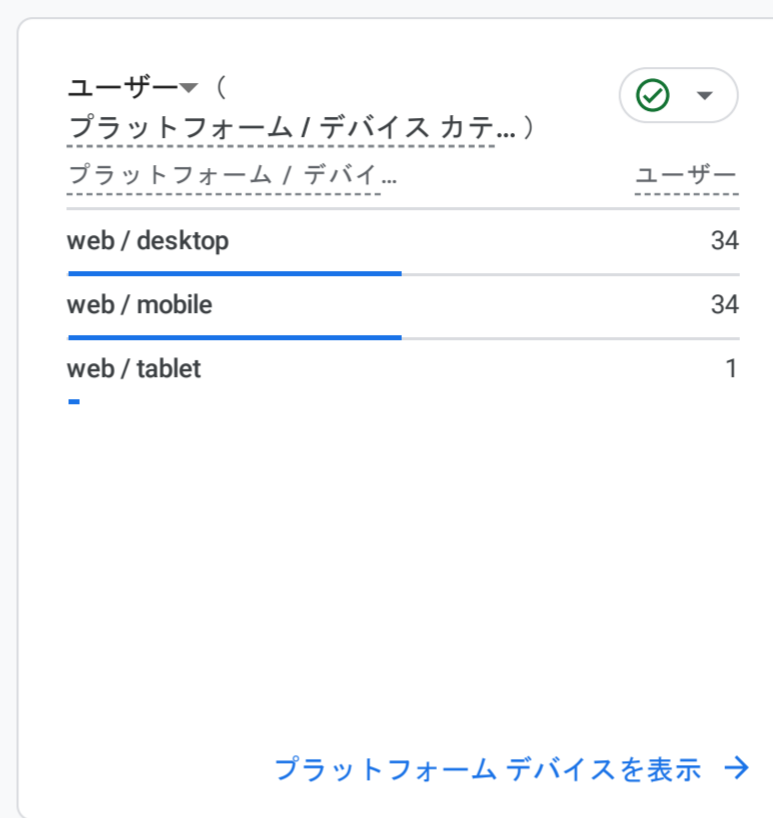 ユーザー▼（
プラットフォーム / デバイス カテ...）
プラットフォーム / デバイ... ユーザー
web / desktop 34
web / mobile 34
web / tablet 1
プラットフォーム デバイスを表示 →